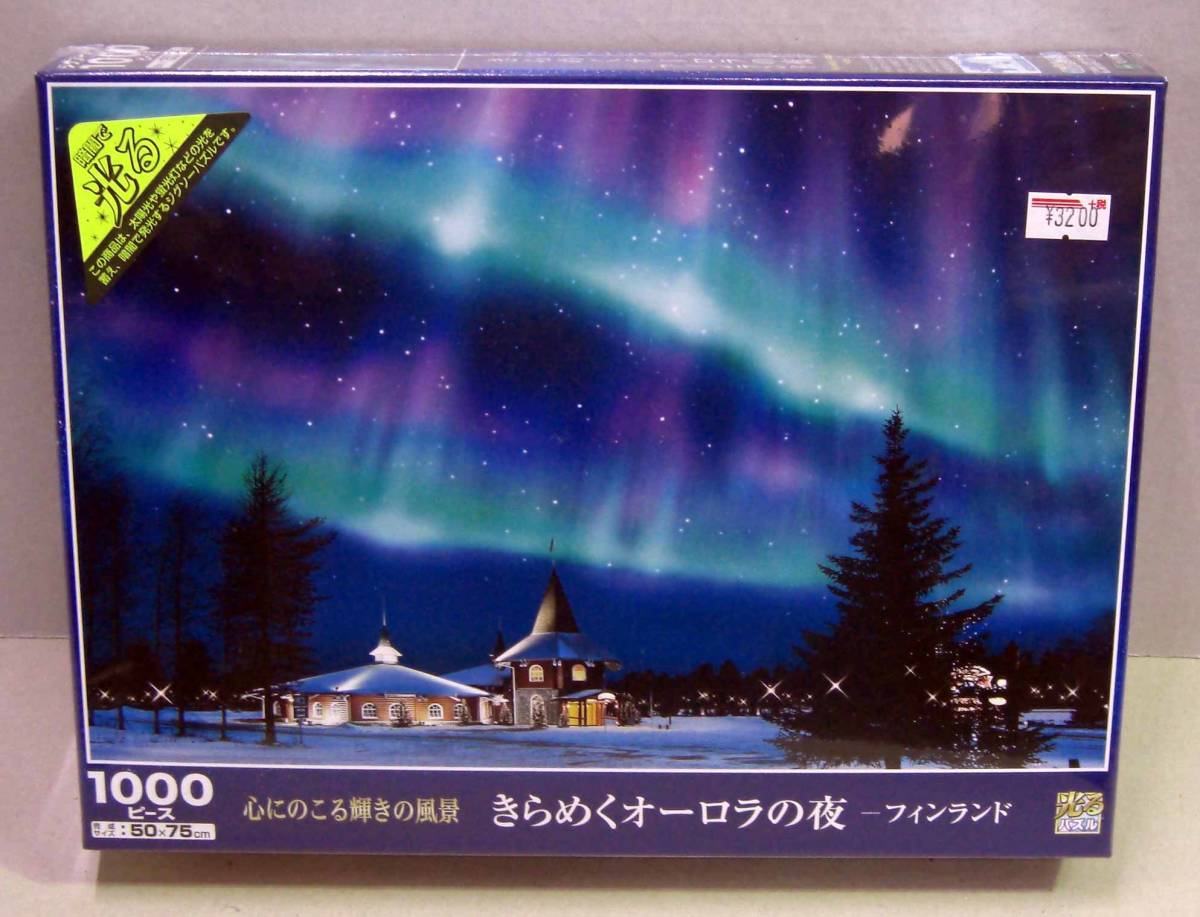 1000
暗闇で
光る
この商品は、太陽光や蛍光灯などの光を
蓄え、暗闇で発光するジグソーパズルです。
+税
¥3200
1000
ピース
完成
サイズ:50×75cm
心にのこる輝きの風景
きらめくオーロラの夜 ―フィンランド
光る
パズル